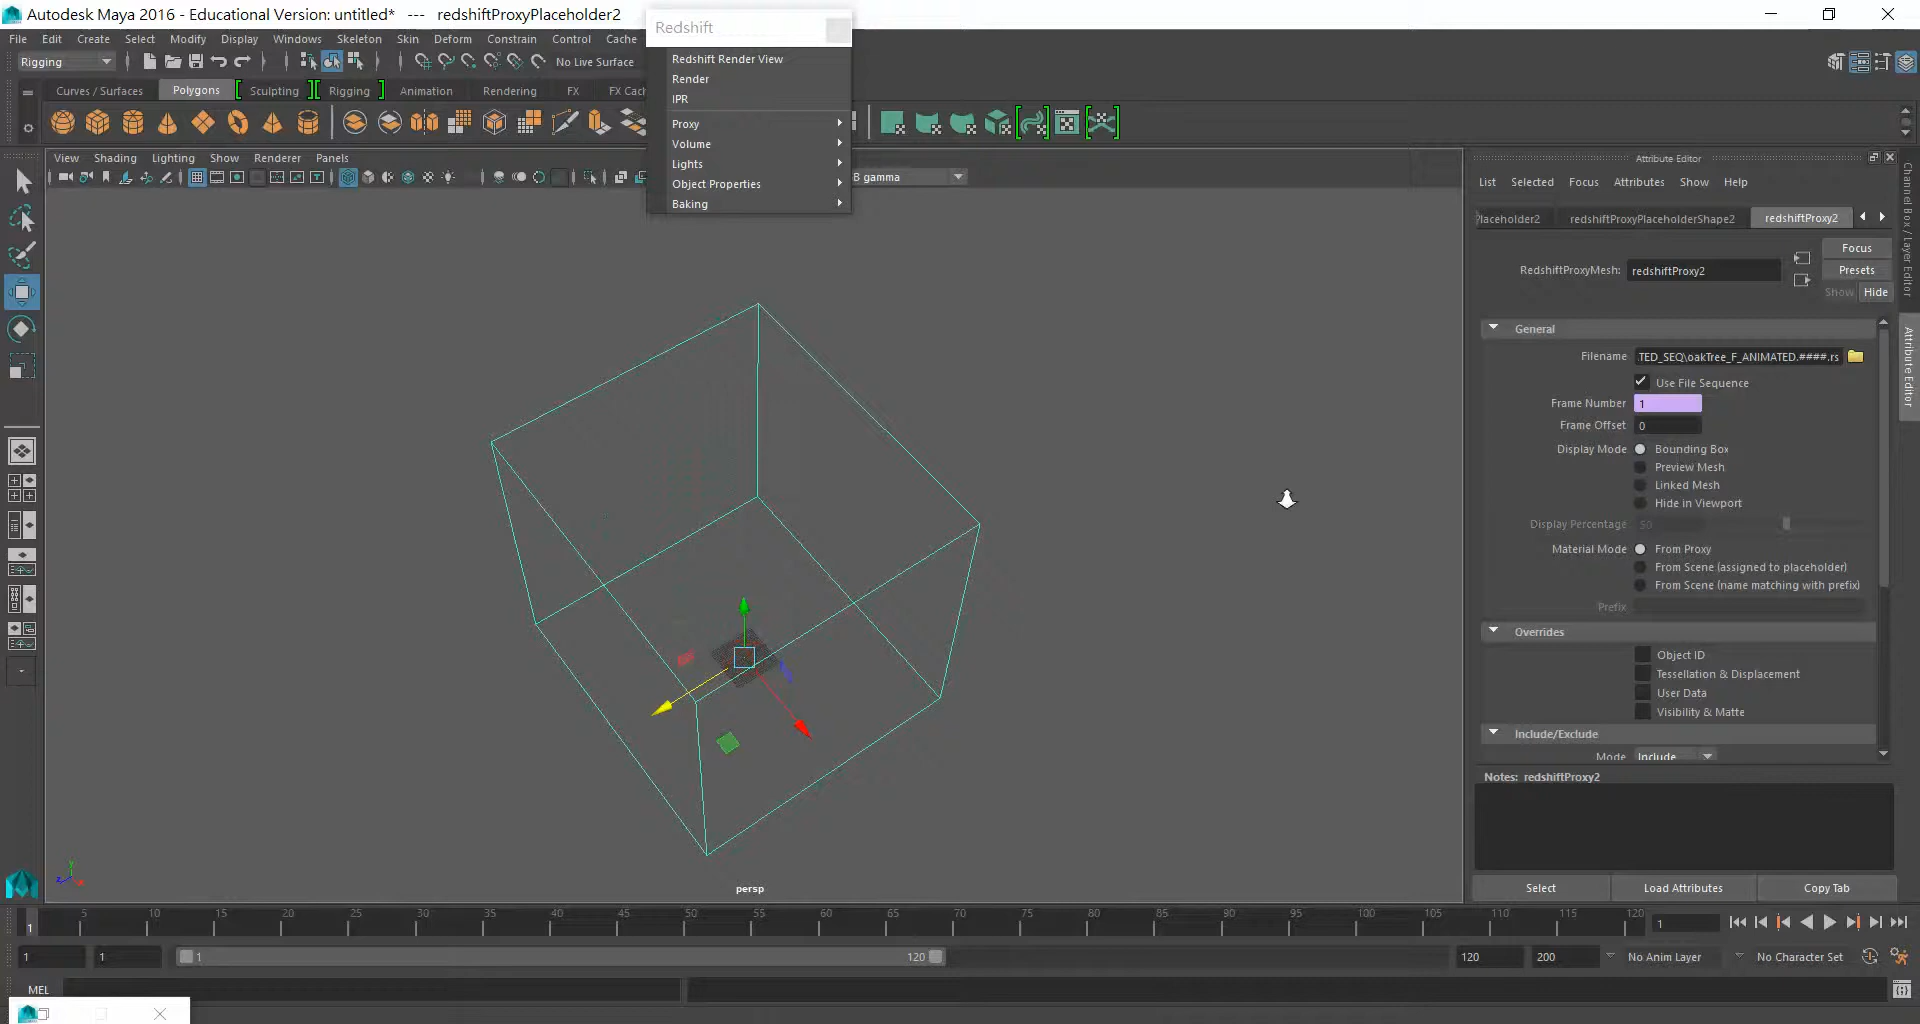 Autodesk Maya 2016 - Educational Version: untitled* --- redshiftProxyPlaceholder2
File Edit Create Select Modify Display Windows Skeleton Skin Deform Constrain Control Cache
Redshift
Redshift Render View
Render
IPR
Proxy
Volume
Lights
Object Properties
Baking
Rigging
No Live Surface
Curves / Surfaces Polygons Sculpting Rigging Animation Rendering FX FX Cach
View Shading Lighting Show Renderer Panels
B gamma
persp
Attribute Editor
List Selected Focus Attributes Show Help
Placeholder2 redshiftProxyPlaceholderShape2 redshiftProxy2
Focus
RedshiftProxyMesh: redshiftProxy2
Presets
Show Hide
General
Filename TED_SEQ\oakTree_F_ANIMATED.####.rs
Use File Sequence
Frame Number 1
Frame Offset 0
Display Mode Bounding Box
Preview Mesh
Linked Mesh
Hide in Viewport
Display Percentage 50
Material Mode From Proxy
From Scene (assigned to placeholder)
From Scene (name matching with prefix)
Prefix
Overrides
Object ID
Tessellation & Displacement
User Data
Visibility & Matte
Include/Exclude
Mode Include
Notes: redshiftProxy2
Select Load Attributes Copy Tab
Channel Box / Layer Editor
Attribute Editor
1 5 10 15 20 25 30 35 40 45 50 55 60 65 70 75 80 85 90 95 100 105 110 115 120 1
1 1 1 120 120 200 No Anim Layer No Character Set
MEL